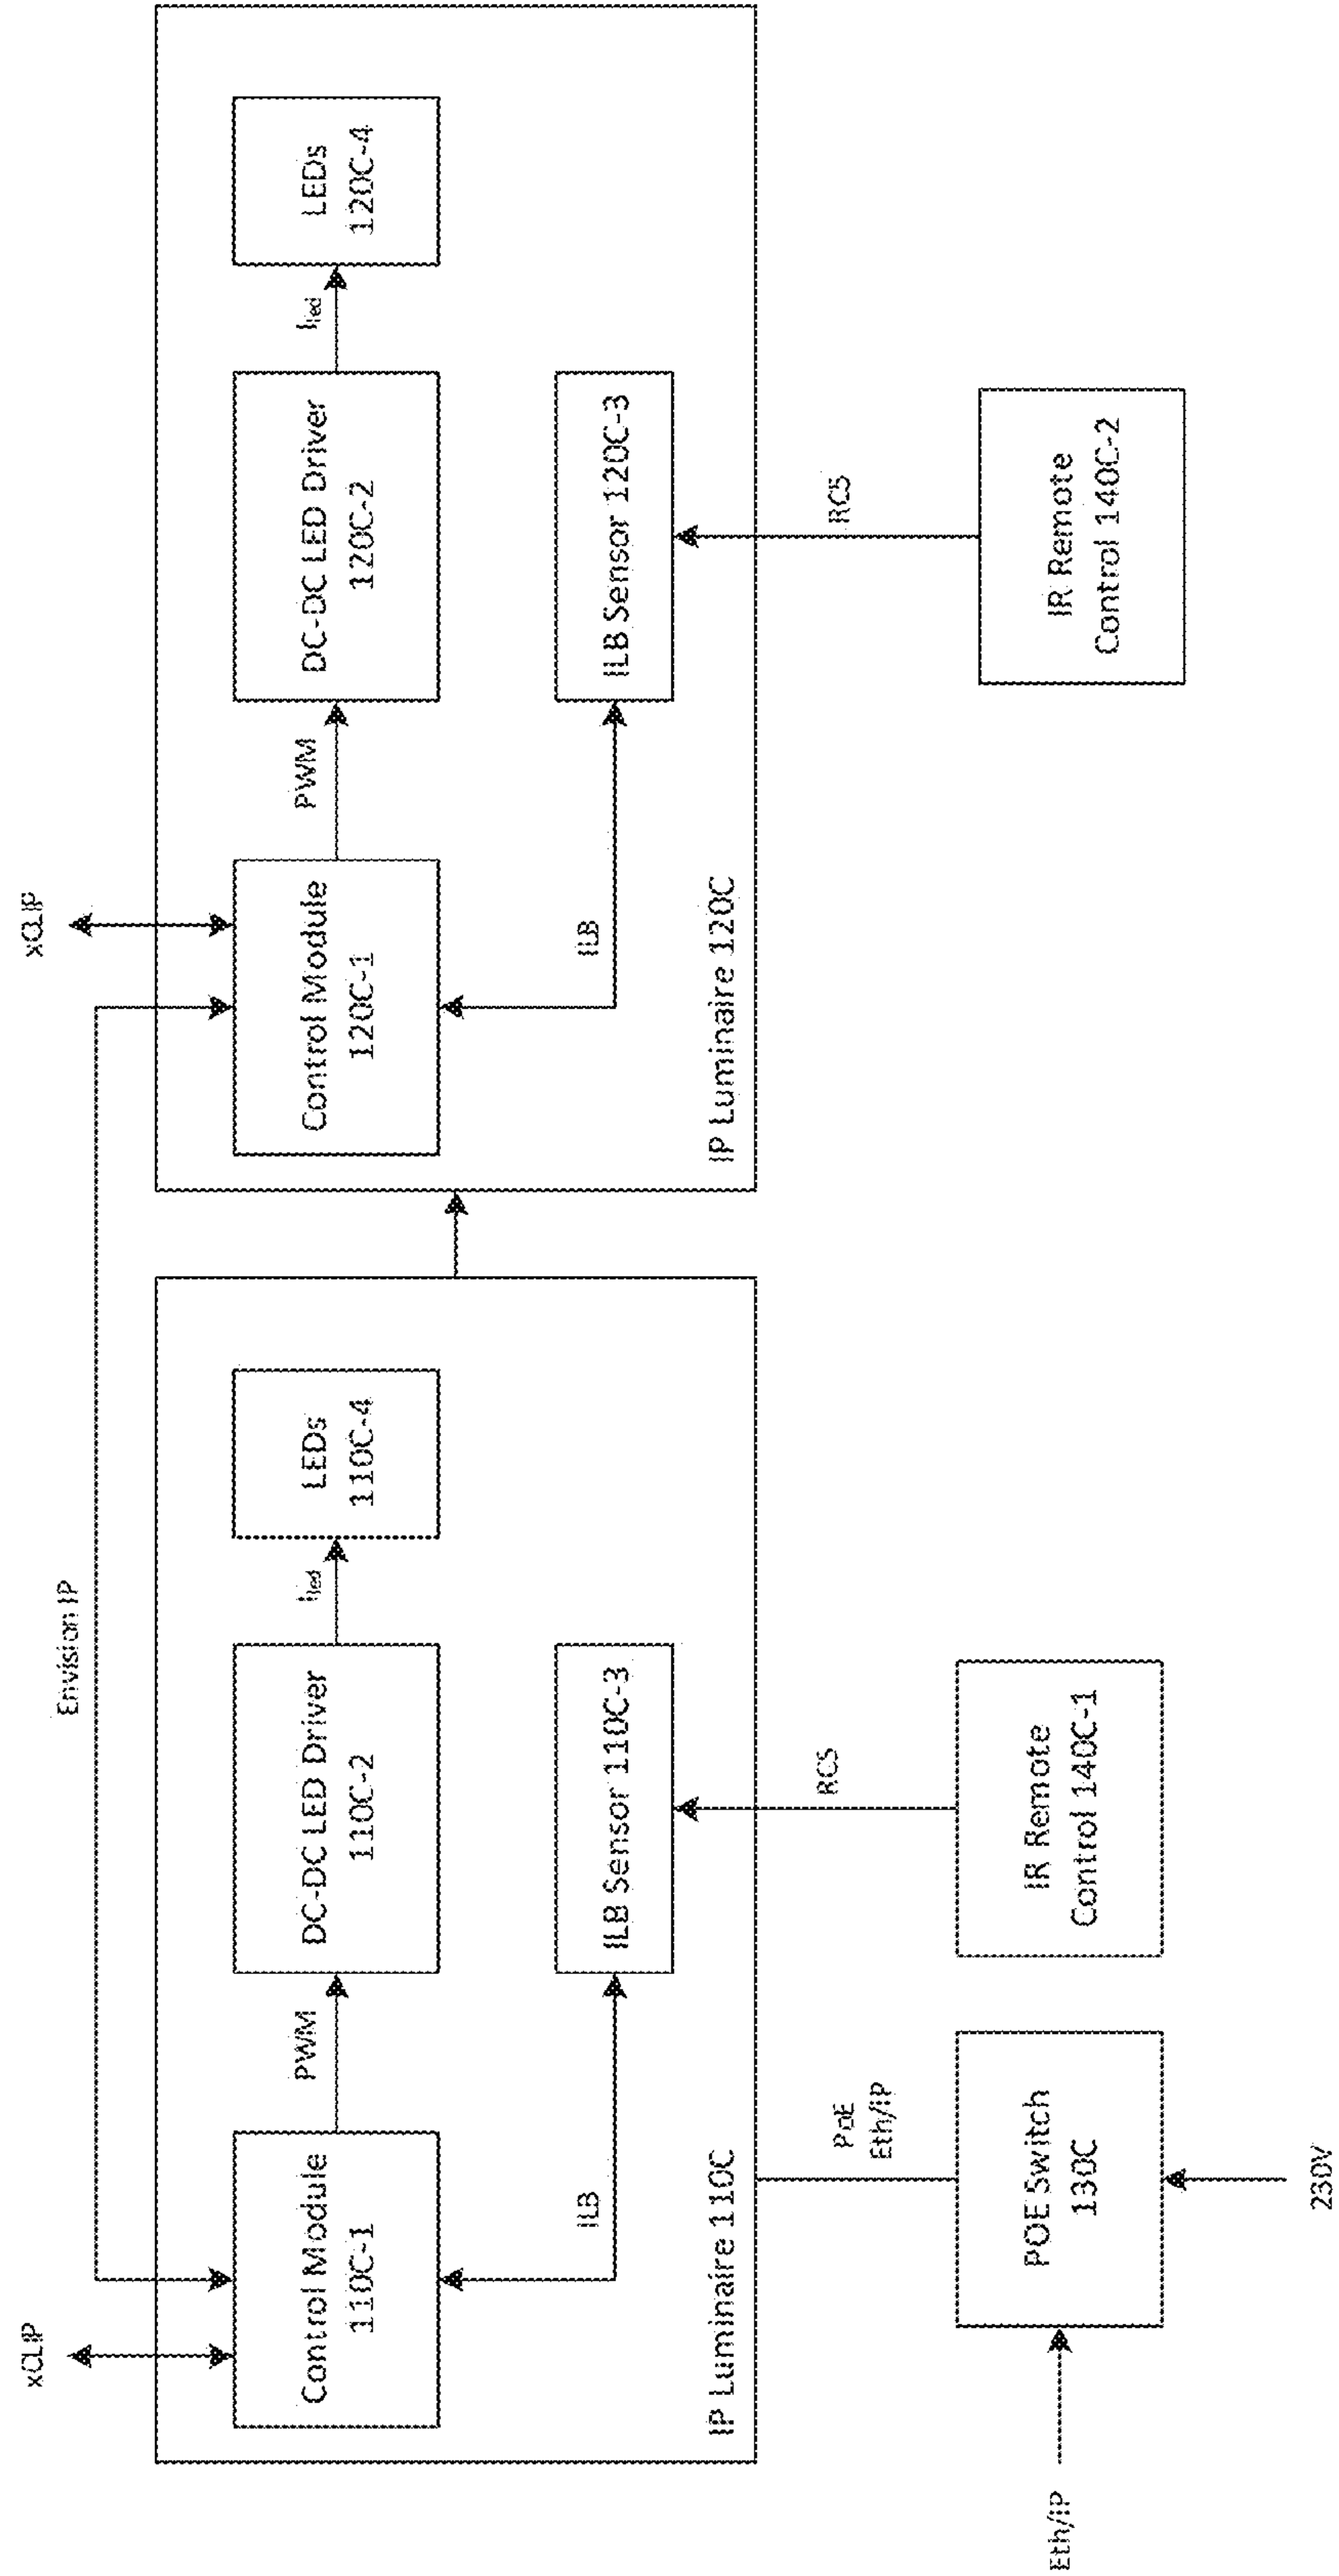 xCLIP
Envision IP
xCLIP
Control Module
110C-1
PWM
DC-DC LED Driver
110C-2
Iled
LEDs
110C-4
ILB
ILB Sensor 110C-3
IP Luminaire 110C
Control Module
120C-1
PWM
DC-DC LED Driver
120C-2
Iled
LEDs
120C-4
ILB
ILB Sensor 120C-3
IP Luminaire 120C
PoE
Eth/IP
RC5
RC5
Eth/IP
POE Switch
130C
230V
IR Remote
Control 140C-1
IR Remote
Control 140C-2